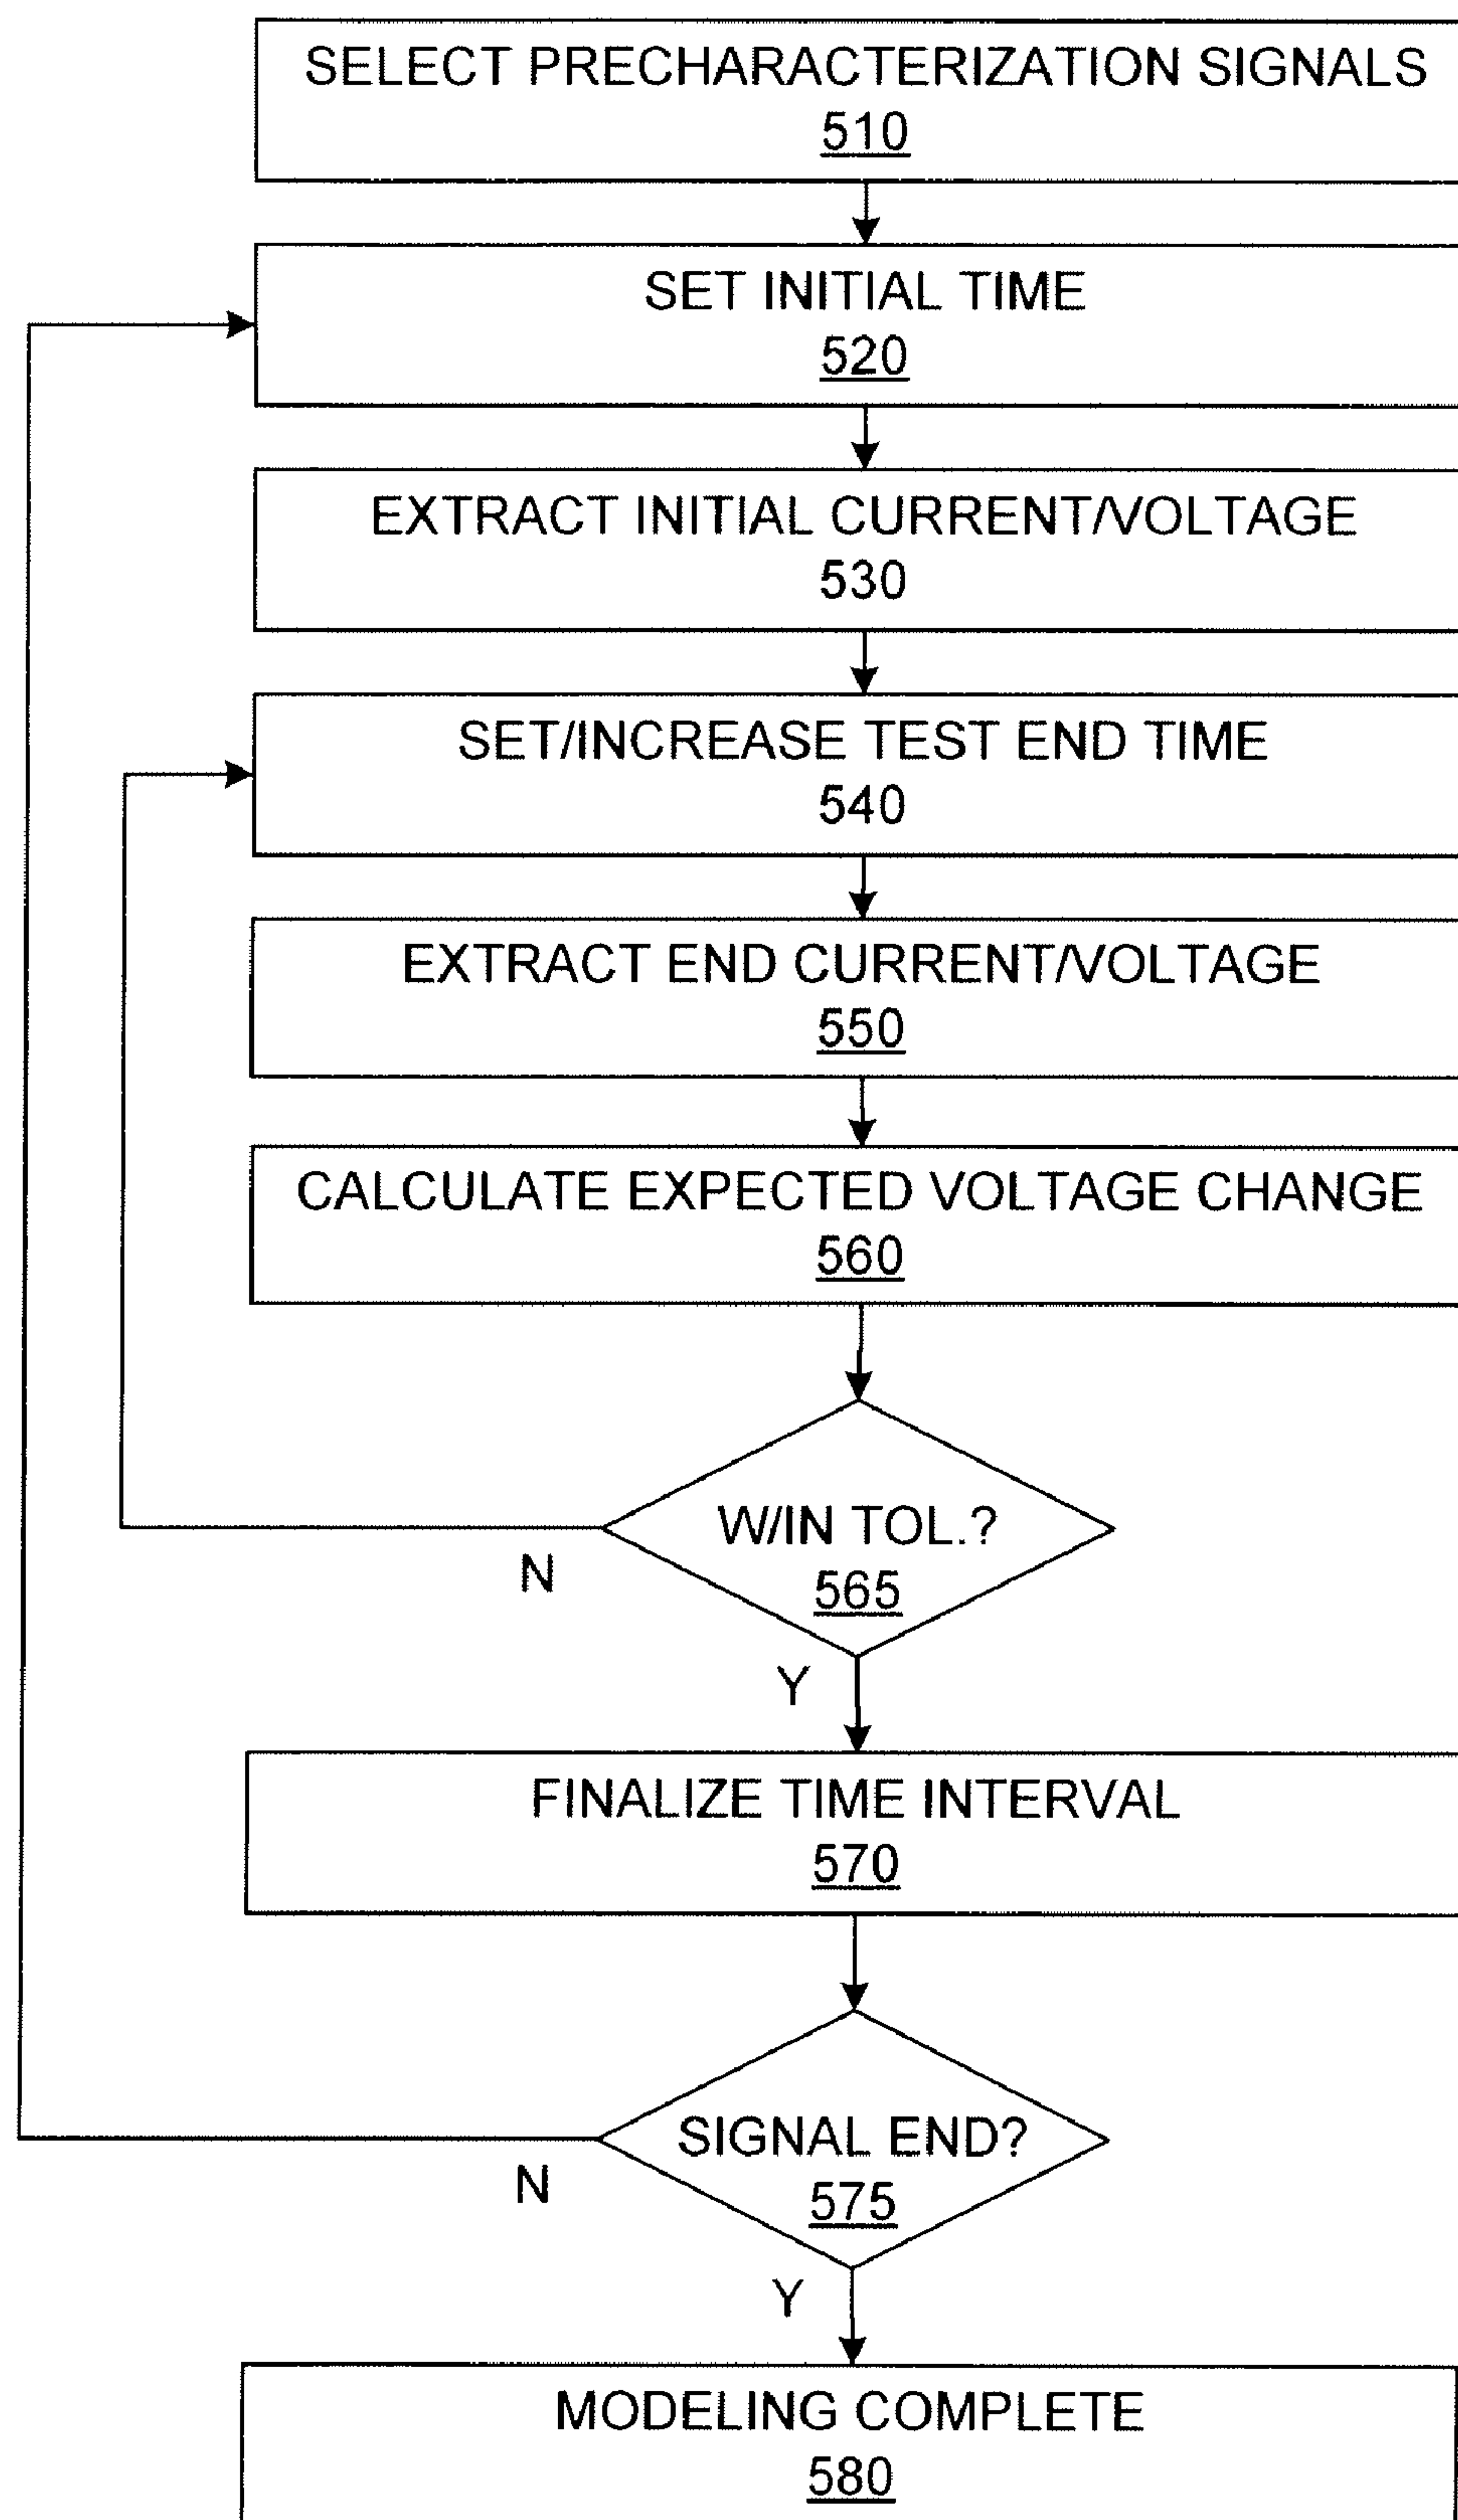 SELECT PRECHARACTERIZATION SIGNALS
510
SET INITIAL TIME
520
EXTRACT INITIAL CURRENT/VOLTAGE
530
SET/INCREASE TEST END TIME
540
EXTRACT END CURRENT/VOLTAGE
550
CALCULATE EXPECTED VOLTAGE CHANGE
560
W/IN TOL.?
565
N
Y
FINALIZE TIME INTERVAL
570
SIGNAL END?
575
N
Y
MODELING COMPLETE
580